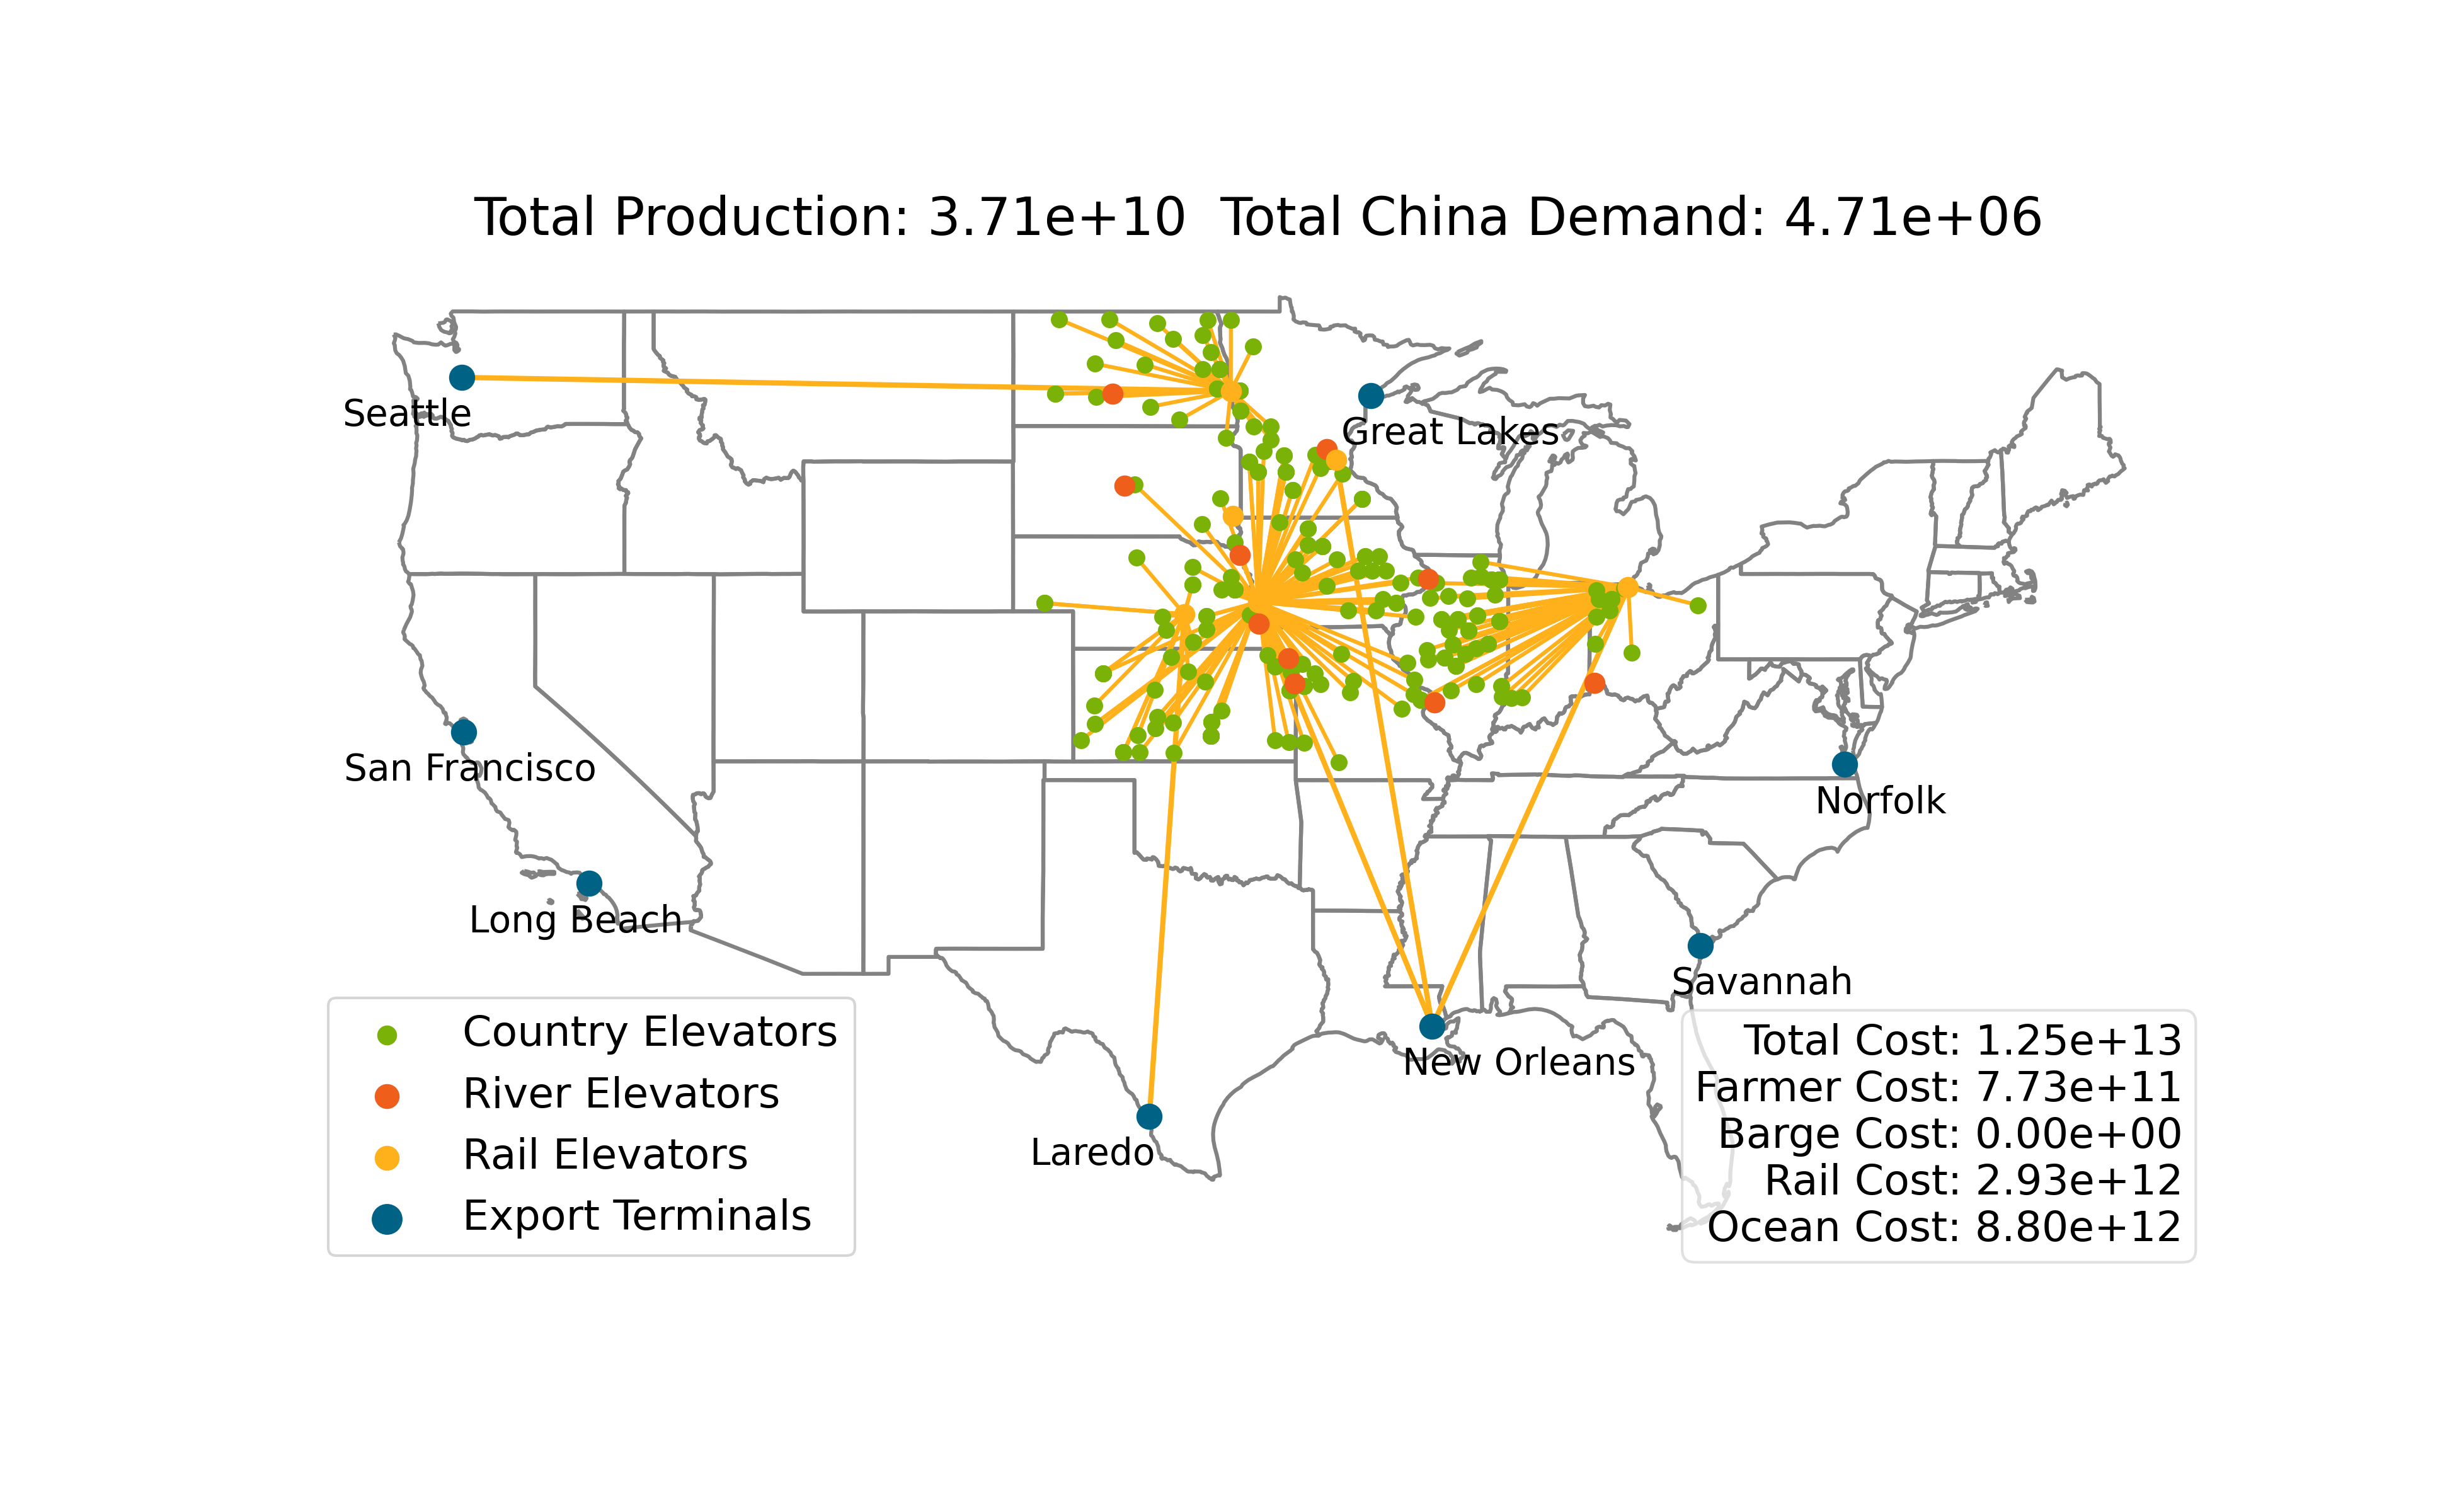 Total Production: 3.71e+10  Total China Demand: 4.71e+06
Seattle
Great Lakes
San Francisco
Norfolk
Long Beach
Savannah
New Orleans
Laredo
Country Elevators
River Elevators
Rail Elevators
Export Terminals
Total Cost: 1.25e+13
Farmer Cost: 7.73e+11
Barge Cost: 0.00e+00
Rail Cost: 2.93e+12
Ocean Cost: 8.80e+12